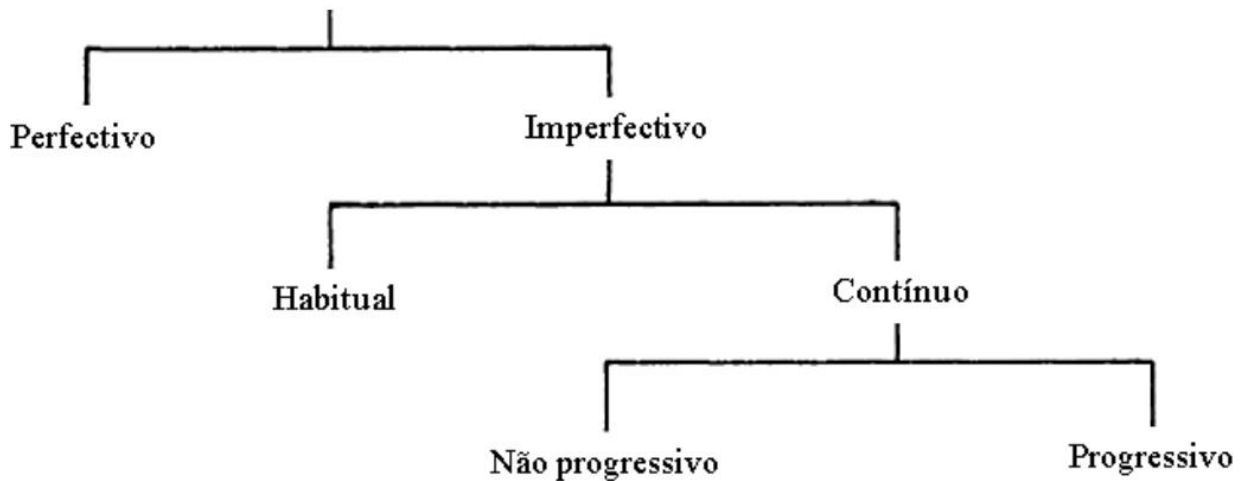 Perfectivo
Imperfectivo
Habitual
Contínuo
Não progressivo
Progressivo